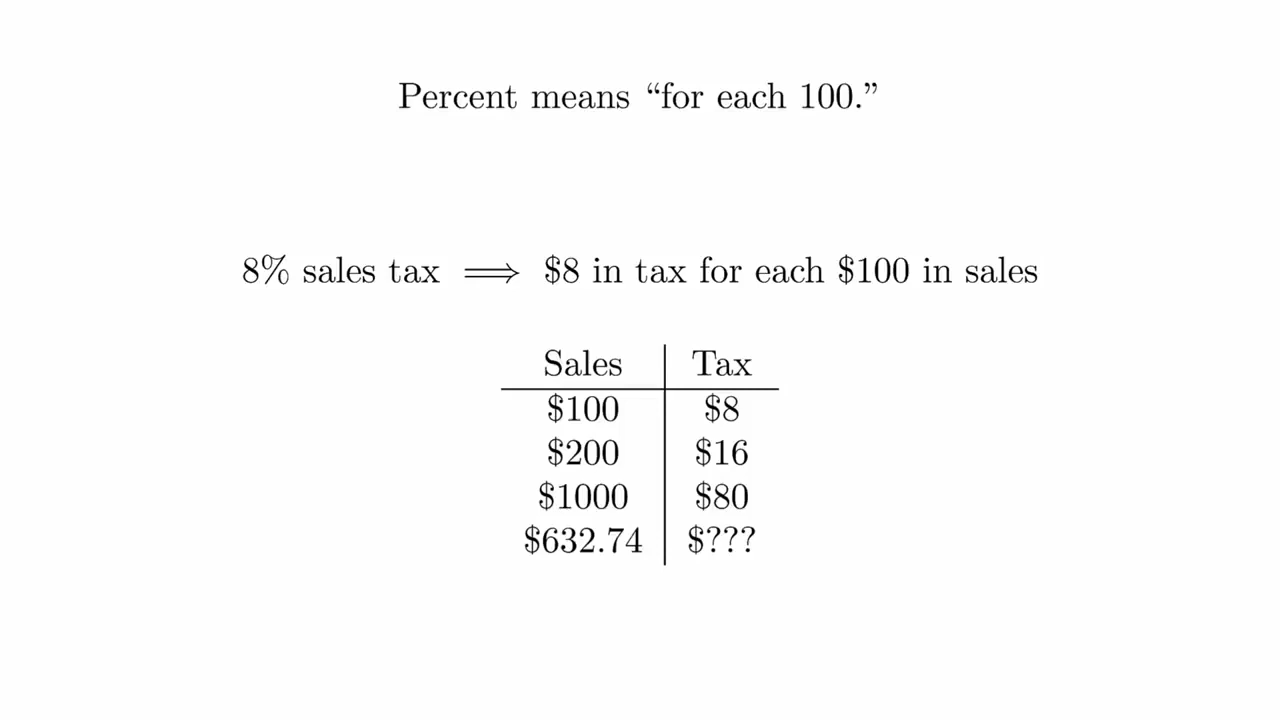 Percent means “for each 100.”
8% sales tax ⟹ $8 in tax for each $100 in sales
Sales Tax
$100 $8
$200 $16
$1000 $80
$632.74 $???